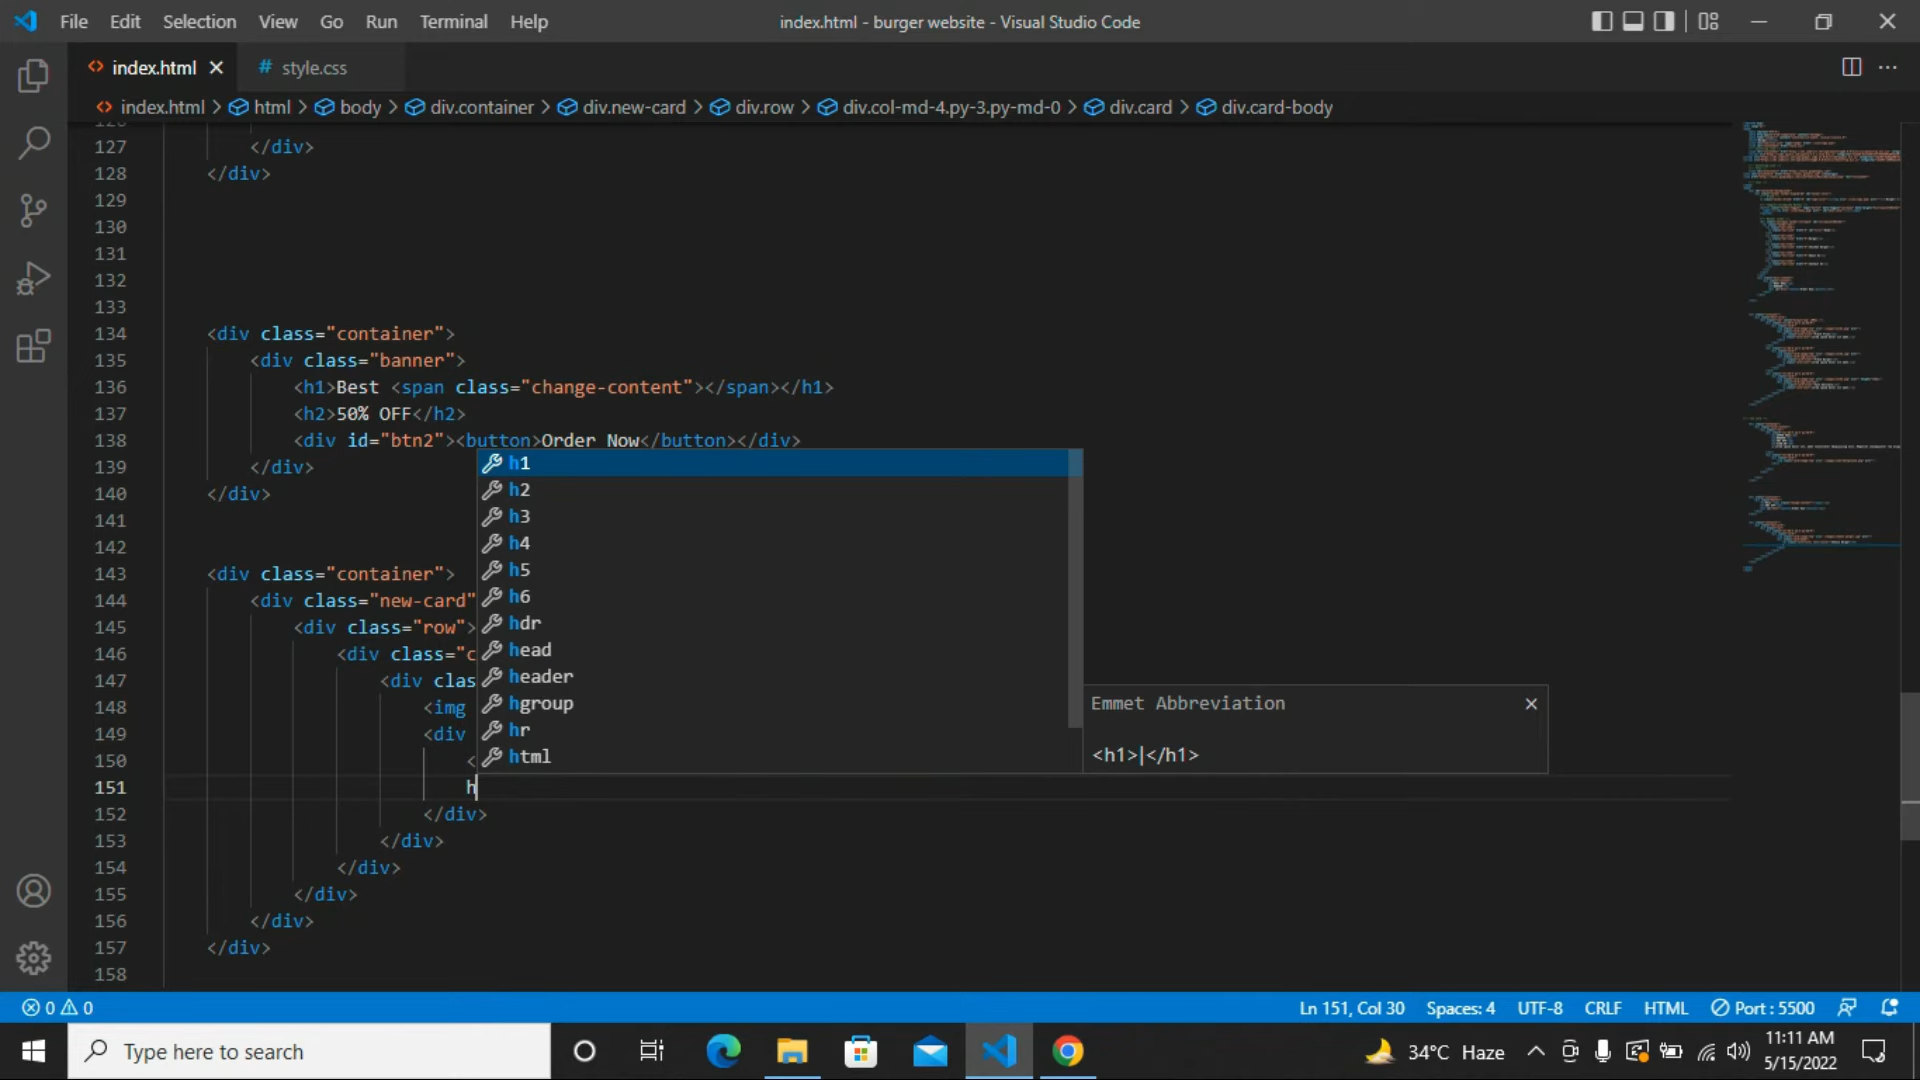 File Edit Selection View Go Run Terminal Help index.html - burger website - Visual Studio Code
index.html # style.css
index.html > html > body > div.container > div.new-card > div.row > div.col-md-4.py-3.py-md-0 > div.card > div.card-body
127 </div>
128 </div>
129
130
131
132
133
134 <div class="container">
135 <div class="banner">
136 <h1>Best <span class="change-content"></span></h1>
137 <h2>50% OFF</h2>
138 <div id="btn2"><button>Order Now</button></div>
139 </div>
140 </div>
141
142
143 <div class="container">
144 <div class="new-card"
145 <div class="row">
146 <div class="c
147 <div clas
148 <img
149 <div
150 <
151 h
152 </div>
153 </div>
154 </div>
155 </div>
156 </div>
157 </div>
158
h1
h2
h3
h4
h5
h6
hdr
head
header
hgroup
hr
html
Emmet Abbreviation
<h1>|</h1>
0 0 Ln 151, Col 30 Spaces: 4 UTF-8 CRLF HTML Port : 5500
Type here to search
34°C Haze
11:11 AM
5/15/2022